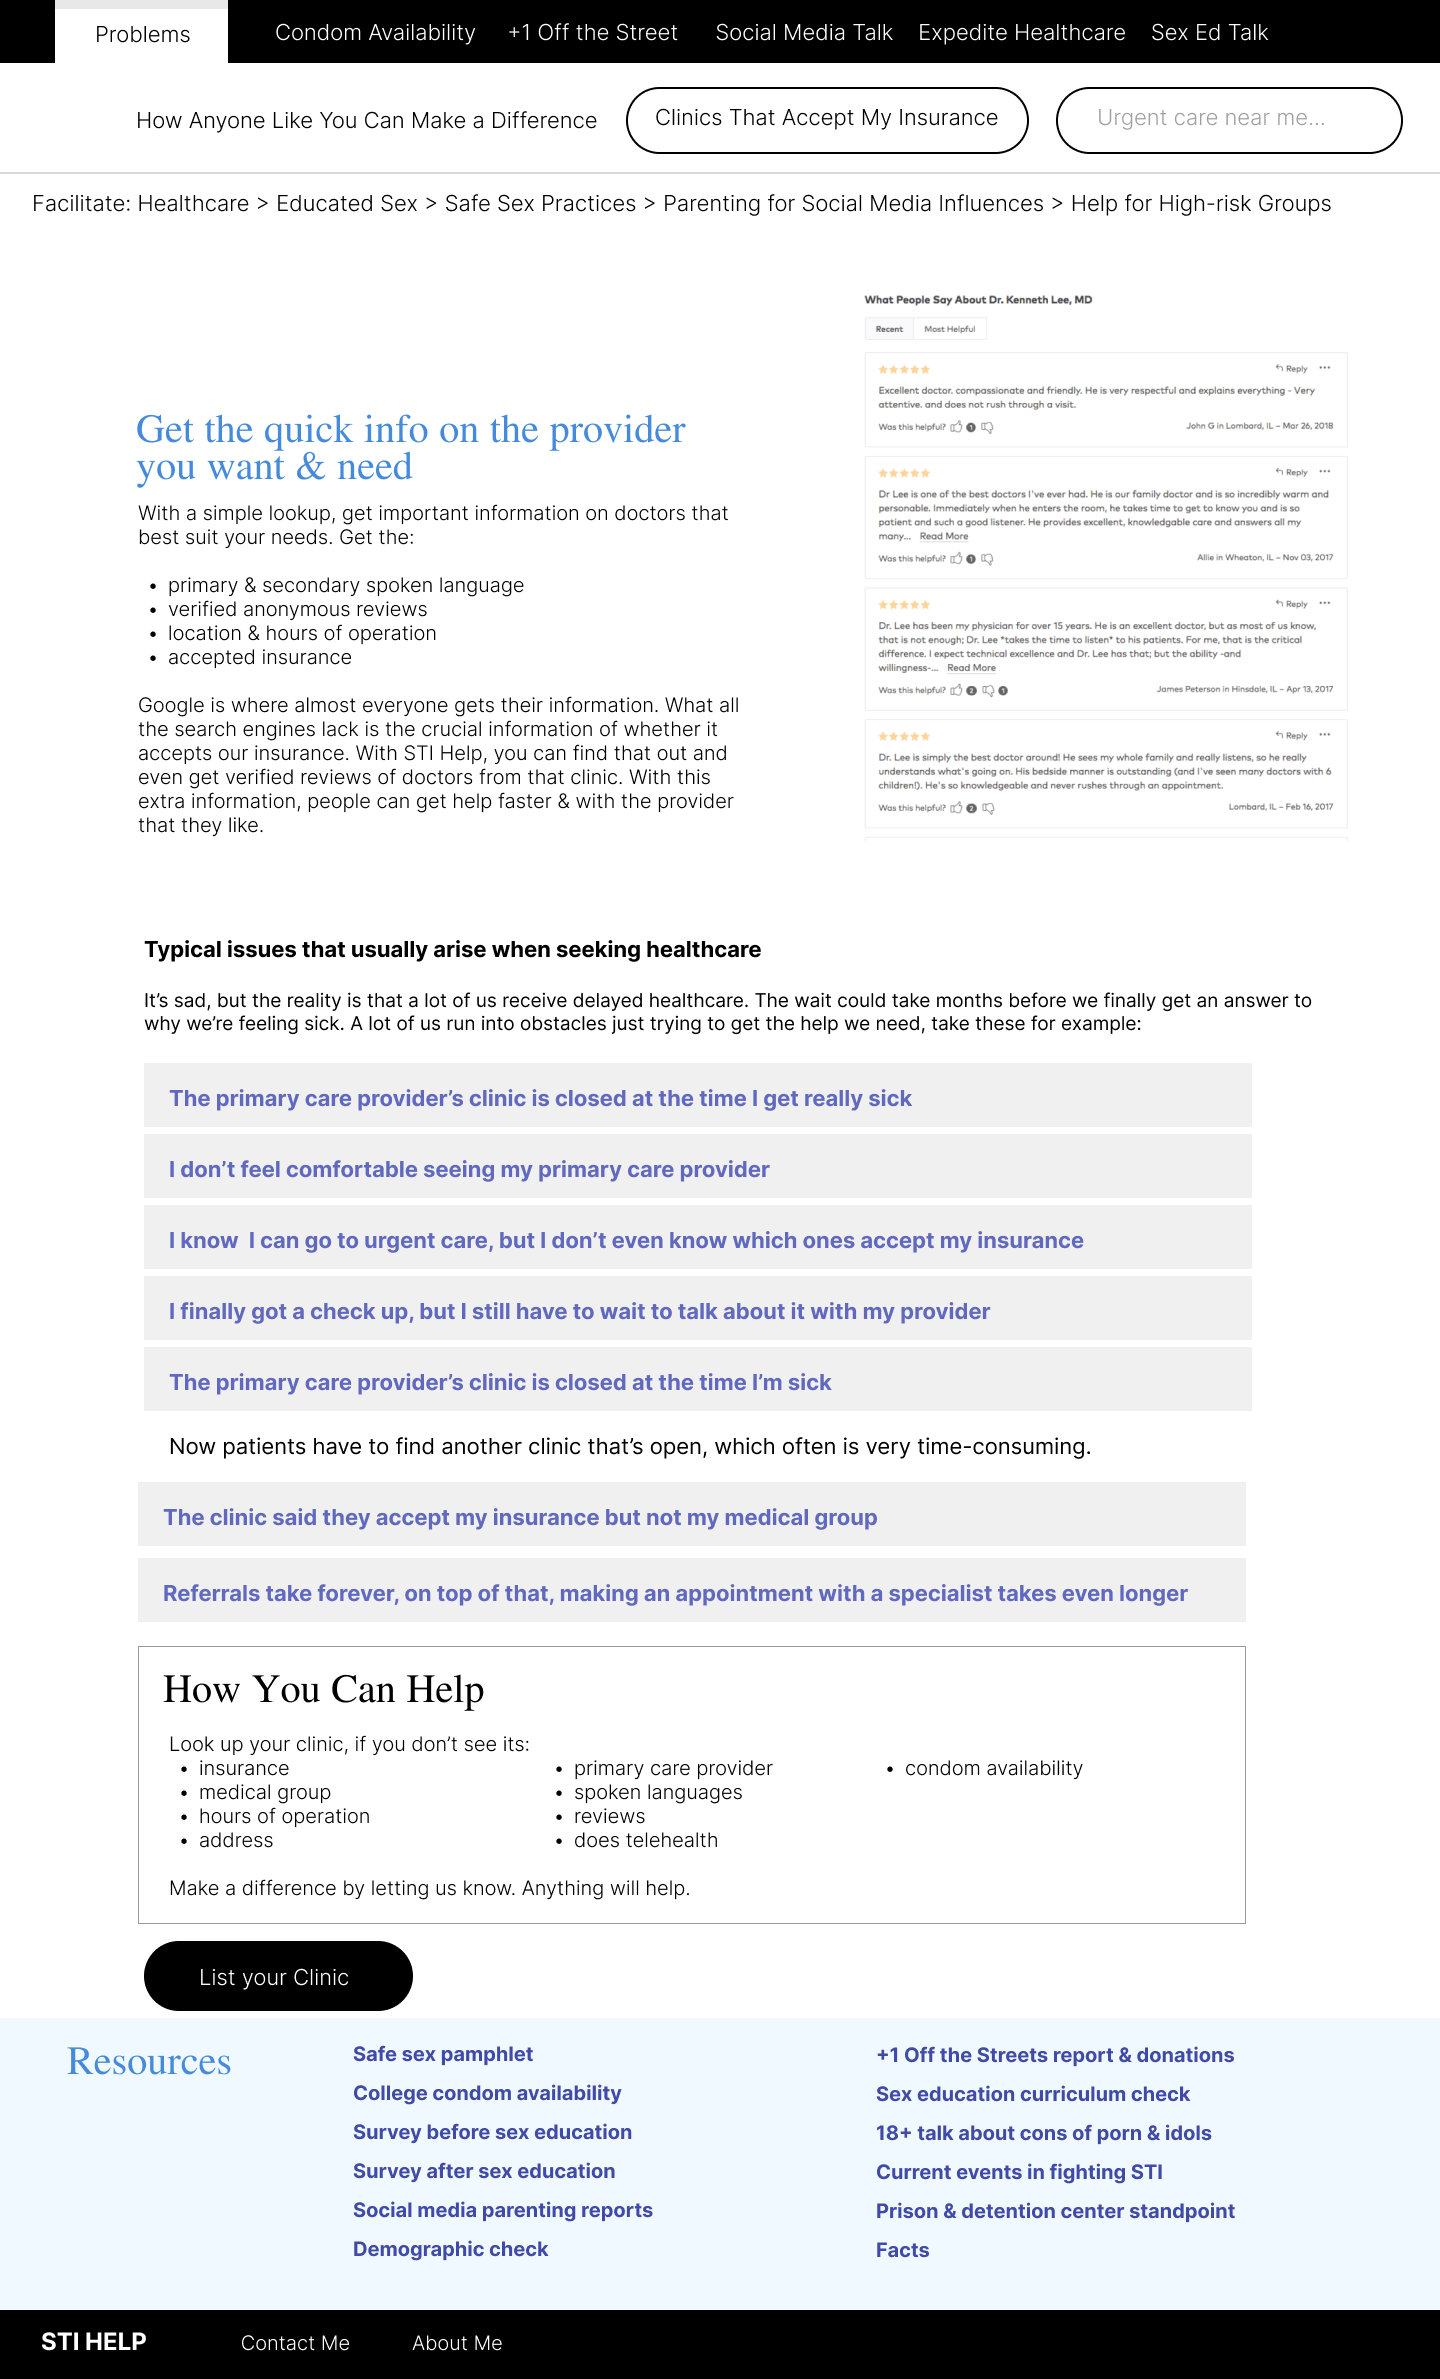 Problems
Condom Availability
+1 Off the Street
Social Media Talk
Expedite Healthcare
Sex Ed Talk
How Anyone Like You Can Make a Difference
Clinics That Accept My Insurance
Urgent care near me...
Facilitate: Healthcare > Educated Sex > Safe Sex Practices > Parenting for Social Media Influences > Help for High-risk Groups
Get the quick info on the provider
you want & need
With a simple lookup, get important information on doctors that
best suit your needs. Get the:
• primary & secondary spoken language
• verified anonymous reviews
• location & hours of operation
• accepted insurance
Google is where almost everyone gets their information. What all
the search engines lack is the crucial information of whether it
accepts our insurance. With STI Help, you can find that out and
even get verified reviews of doctors from that clinic. With this
extra information, people can get help faster & with the provider
that they like.
What People Say About Dr. Kenneth Lee, MD
Recent
Most Helpful
Reply
Excellent doctor. compassionate and friendly. He is very respectful and explains everything - Very
attentive. and does not rush through a visit.
Was this helpful? 1
John G in Lombard, IL – Mar 26, 2018
Reply
Dr Lee is one of the best doctors I've ever had. He is our family doctor and is so incredibly warm and
personable. Immediately when he enters the room, he takes time to get to know you and is so
patient and such a good listener. He provides excellent, knowledgable care and answers all my
many... Read More
Was this helpful? 1
Allie in Wheaton, IL – Nov 03, 2017
Reply
Dr. Lee has been my physician for over 15 years. He is an excellent doctor, but as most of us know,
that is not enough; Dr. Lee *takes the time to listen* to his patients. For me, that is the critical
difference. I expect technical excellence and Dr. Lee has that; but the ability -and
willingness-... Read More
Was this helpful? 2 1
James Peterson in Hinsdale, IL – Apr 13, 2017
Reply
Dr. Lee is simply the best doctor around! He sees my whole family and really listens, so he really
understands what's going on. His bedside manner is outstanding (and I've seen many doctors with 6
children!). He's so knowledgeable and never rushes through an appointment.
Was this helpful? 2
Lombard, IL – Feb 16, 2017
Typical issues that usually arise when seeking healthcare
It’s sad, but the reality is that a lot of us receive delayed healthcare. The wait could take months before we finally get an answer to
why we’re feeling sick. A lot of us run into obstacles just trying to get the help we need, take these for example:
The primary care provider’s clinic is closed at the time I get really sick
I don’t feel comfortable seeing my primary care provider
I know  I can go to urgent care, but I don’t even know which ones accept my insurance
I finally got a check up, but I still have to wait to talk about it with my provider
The primary care provider’s clinic is closed at the time I’m sick
Now patients have to find another clinic that’s open, which often is very time-consuming.
The clinic said they accept my insurance but not my medical group
Referrals take forever, on top of that, making an appointment with a specialist takes even longer
How You Can Help
Look up your clinic, if you don’t see its:
• insurance
• medical group
• hours of operation
• address
• primary care provider
• spoken languages
• reviews
• does telehealth
• condom availability
Make a difference by letting us know. Anything will help.
List your Clinic
Resources
Safe sex pamphlet
College condom availability
Survey before sex education
Survey after sex education
Social media parenting reports
Demographic check
+1 Off the Streets report & donations
Sex education curriculum check
18+ talk about cons of porn & idols
Current events in fighting STI
Prison & detention center standpoint
Facts
STI HELP
Contact Me
About Me